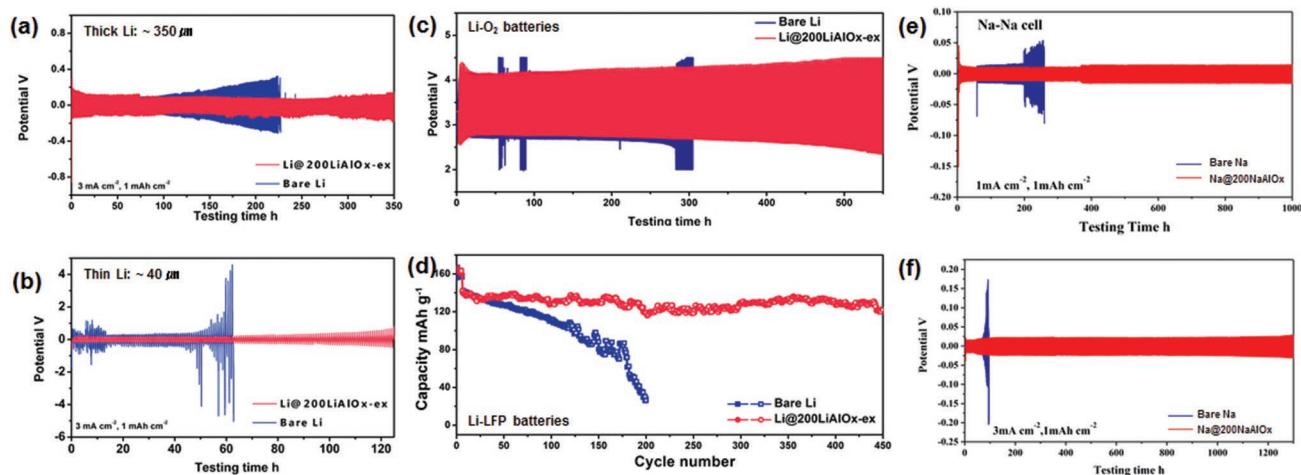 (a)
Thick Li: ~ 350 ㎛
0.8
0.4
0.0
-0.4
-0.8
Potential V
Li@200LiAlOx-ex
Bare Li
3 mA cm⁻², 1 mAh cm⁻²
0 50 100 150 200 250 300 350
Testing time h
(b)
Thin Li: ~ 40 ㎛
4
2
0
-2
-4
-6
Potential V
Li@200LiAlOx-ex
Bare Li
3 mA cm⁻², 1 mAh cm⁻²
0 20 40 60 80 100 120
Testing time h
(c)
Li-O₂ batteries
Bare Li
Li@200LiAlOx-ex
5
4
3
2
Potential V
0 100 200 300 400 500
Testing time h
(d)
160
120
80
40
0
Capacity mAh g⁻¹
Bare Li
Li@200LiAlOx-ex
Li-LFP batteries
0 50 100 150 200 250 300 350 400 450
Cycle number
(e)
Na-Na cell
0.10
0.05
0.00
-0.05
-0.10
-0.15
-0.20
Potential V
Bare Na
Na@200NaAlOx
1mA cm⁻², 1mAh cm⁻²
0 200 400 600 800 1000
Testing Time h
(f)
0.25
0.20
0.15
0.10
0.05
0.00
-0.05
-0.10
-0.15
-0.20
-0.25
Potential V
Bare Na
Na@200NaAlOx
3mA cm⁻²,1mAh cm⁻²
0 200 400 600 800 1000 1200
Testing time h